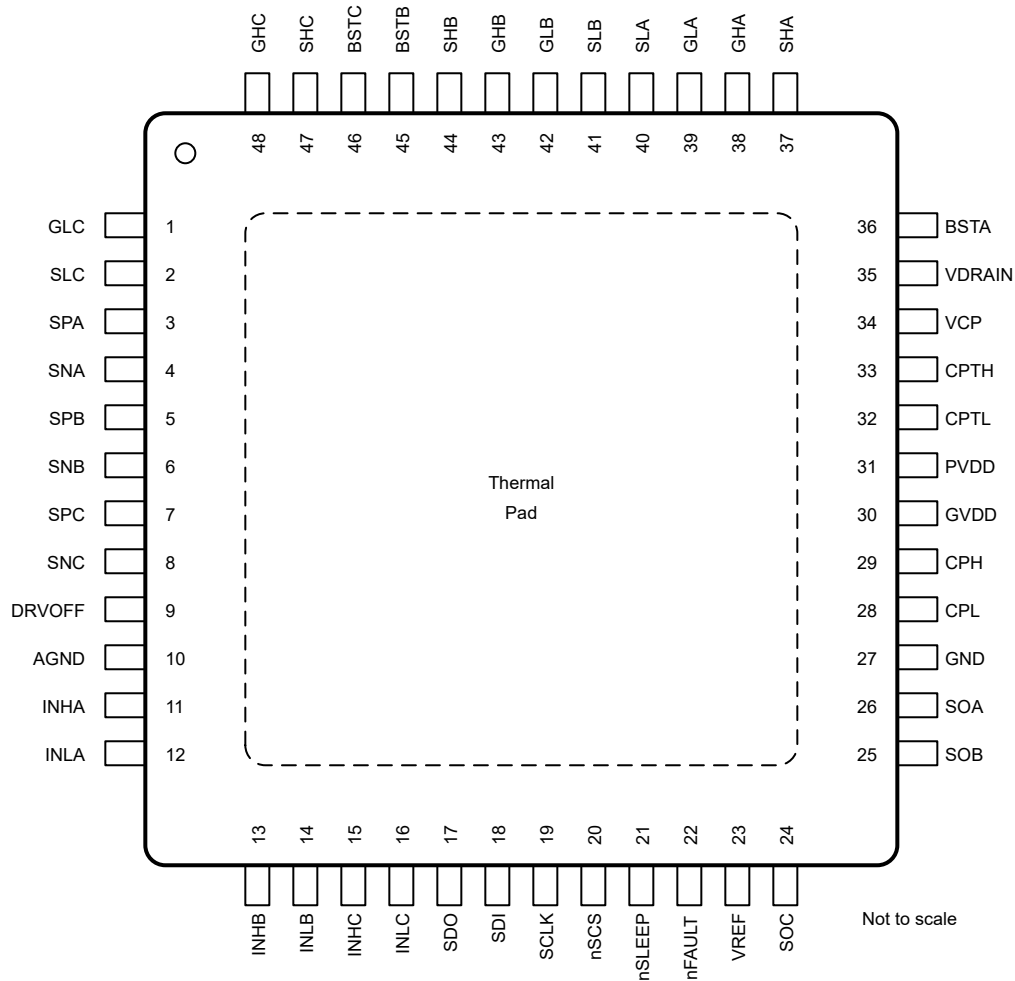 GHC SHC BSTC BSTB SHB GHB GLB SLB SLA GLA GHA SHA
48 47 46 45 44 43 42 41 40 39 38 37
GLC 1 36 BSTA
SLC 2 35 VDRAIN
SPA 3 34 VCP
SNA 4 33 CPTH
SPB 5 32 CPTL
SNB 6 31 PVDD
Thermal
Pad
SPC 7 30 GVDD
SNC 8 29 CPH
DRVOFF 9 28 CPL
AGND 10 27 GND
INHA 11 26 SOA
INLA 12 25 SOB
13 14 15 16 17 18 19 20 21 22 23 24
INHB INLB INHC INLC SDO SDI SCLK nSCS nSLEEP nFAULT VREF SOC
Not to scale